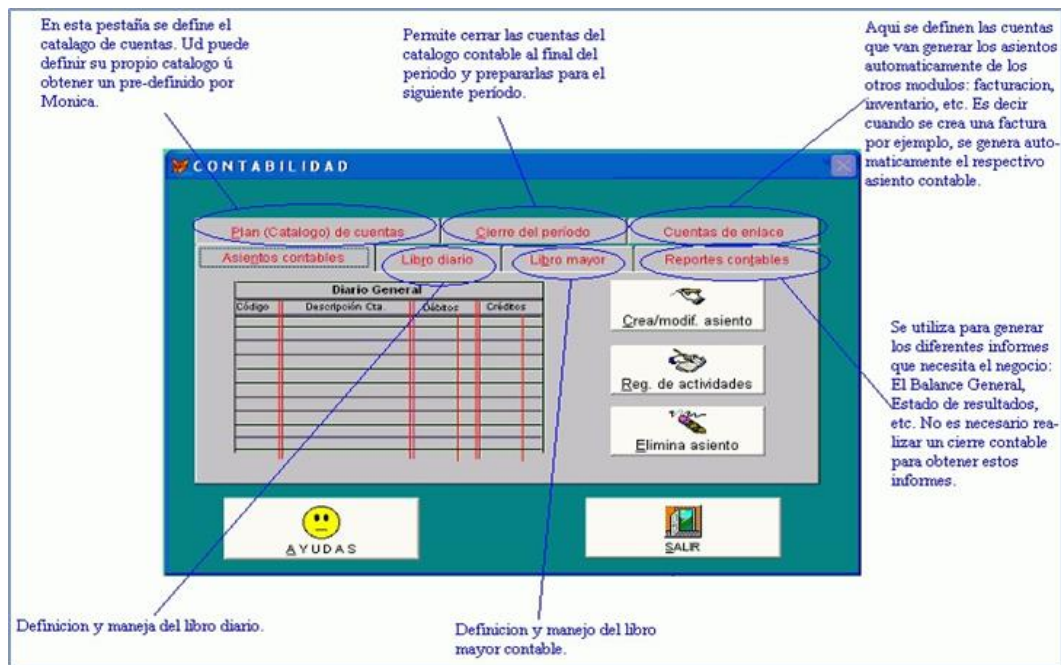 En esta pestaña se define el
catalago de cuentas. Ud puede
definir su propio catalogo ú
obtener un pre-definido por
Monica.
Permite cerrar las cuentas del
catalogo contable al final del
periodo y prepararlas para el
siguiente período.
Aqui se definen las cuentas
que van generar los asientos
automaticamente de los
otros modulos: facturacion,
inventario, etc. Es decir
cuando se crea una factura
por ejemplo, se genera auto-
maticamente el respectivo
asiento contable.
CONTABILIDAD
Plan (Catalogo) de cuentas
Cierre del período
Cuentas de enlace
Asientos contables
Libro diario
Libro mayor
Reportes contables
Diario General
Código Descripción Cta. Débitos Créditos
Crea/modif. asiento
Reg. de actividades
Elimina asiento
Se utiliza para generar
los diferentes informes
que necesita el negocio:
El Balance General,
Estado de resultados,
etc. No es necesario rea-
lizar un cierre contable
para obtener estos
informes.
AYUDAS
SALIR
Definicion y maneja del libro diario.
Definicion y manejo del libro
mayor contable.